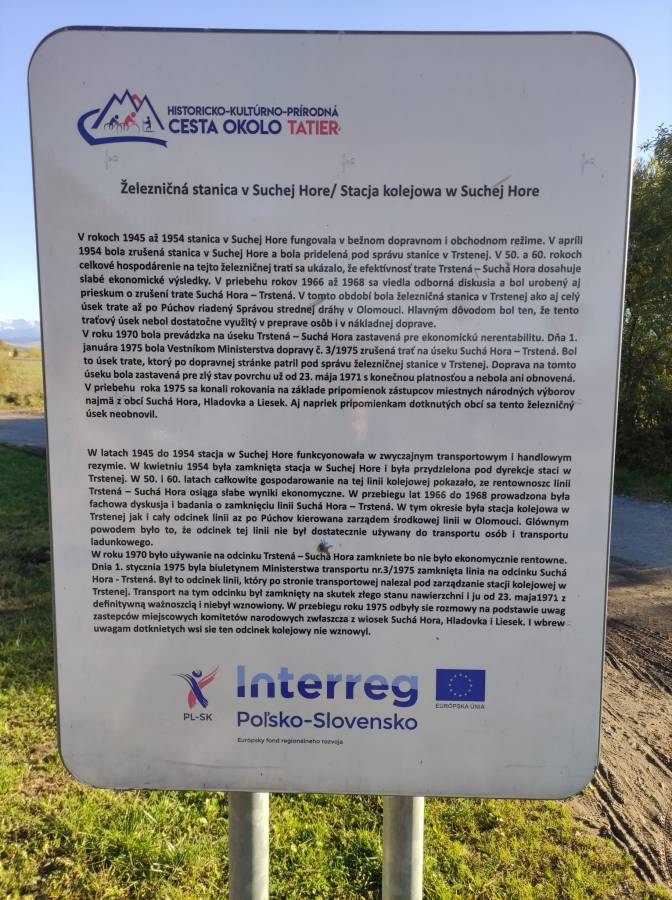 HISTORICKO-KULTÚRNO-PRÍRODNÁ
CESTA OKOLO TATIER
Železničná stanica v Suchej Hore/ Stacja kolejowa w Suchej Hore
V rokoch 1945 až 1954 stanica v Suchej Hore fungovala v bežnom dopravnom i obchodnom režime. V apríli
1954 bola zrušená stanica v Suchej Hore a bola pridelená pod správu stanice v Trstenej. V 50. a 60. rokoch
celkové hospodárenie na tejto železničnej trati sa ukázalo, že efektívnosť trate Trstená – Suchá Hora dosahuje
slabé ekonomické výsledky. V priebehu rokov 1966 až 1968 sa viedla odborná diskusia a bol urobený aj
prieskum o zrušení trate Suchá Hora – Trstená. V tomto období bola železničná stanica v Trstenej ako aj celý
úsek trate až po Púchov riadený Správou strednej dráhy v Olomouci. Hlavným dôvodom bol ten, že tento
traťový úsek nebol dostatočne využitý v preprave osôb i v nákladnej doprave.
V roku 1970 bola prevádzka na úseku Trstená – Suchá Hora zastavená pre ekonomickú nerentabilitu. Dňa 1.
januára 1975 bola Vestníkom Ministerstva dopravy č. 3/1975 zrušená trať na úseku Suchá Hora – Trstená. Bol
to úsek trate, ktorý po dopravnej stránke patril pod správu železničnej stanice v Trstenej. Doprava na tomto
úseku bola zastavená pre zlý stav povrchu už od 23. mája 1971 s konečnou platnosťou a nebola ani obnovená.
V priebehu roka 1975 sa konali rokovania na základe pripomienok zástupcov miestnych národných výborov
najmä z obcí Suchá Hora, Hladovka a Liesek. Aj napriek pripomienkam dotknutých obcí sa tento železničný
úsek neobnovil.
W latach 1945 do 1954 stacja w Suchej Hore funkcyonowała w zwyczajnym transportowym i handlowym
rezymie. W kwietniu 1954 była zamknięta stacja w Suchej Hore i była przydzielona pod dyrekcje staci w
Trstenej. W 50. i 60. latach całkowite gospodarowanie na tej linii kolejowej pokazało, ze rentownoszc linii
Trstená – Suchá Hora osiąga słabe wyniki ekonomiczne. W przebiegu lat 1966 do 1968 prowadzona była
fachowa dyskusja i badania o zamknięciu linii Suchá Hora – Trstená. W tym okresie była stacja kolejowa w
Trstenej jak i cały odcinek linii az po Púchov kierowana zarządem środkowej linii w Olomouci. Głównym
powodem było to, że odcinek tej linii nie był dostatecznie używany do transportu osób i transportu
ladunkowego.
W roku 1970 było używanie na odcinku Trstená – Suchá Hora zamkniete bo nie było ekonomicznie rentowne.
Dnia 1. stycznia 1975 była biuletynem Ministerstwa transportu nr.3/1975 zamknięta linia na odcinku Suchá
Hora - Trstená. Był to odcinek linii, który po stronie transportowej nalezal pod zarządzanie stacji kolejowej w
Trstenej. Transport na tym odcinku był zamknięty na skutek złego stanu nawierzchni i ju od 23. maja1971 z
definitywną ważnoszcią i niebył wznowiony. W przebiegu roku 1975 odbyły sie rozmowy na podstawie uwag
zastepców miejscowych komitetów narodowych zwłaszcza z wiosek Suchá Hora, Hladovka i Liesek. I wbrew
uwagam dotknietych wsi sie ten odcinek kolejowy nie wznowyl.
PL-SK
Interreg
Poľsko-Slovensko
EURÓPSKA ÚNIA
Európsky fond regionálneho rozvoja